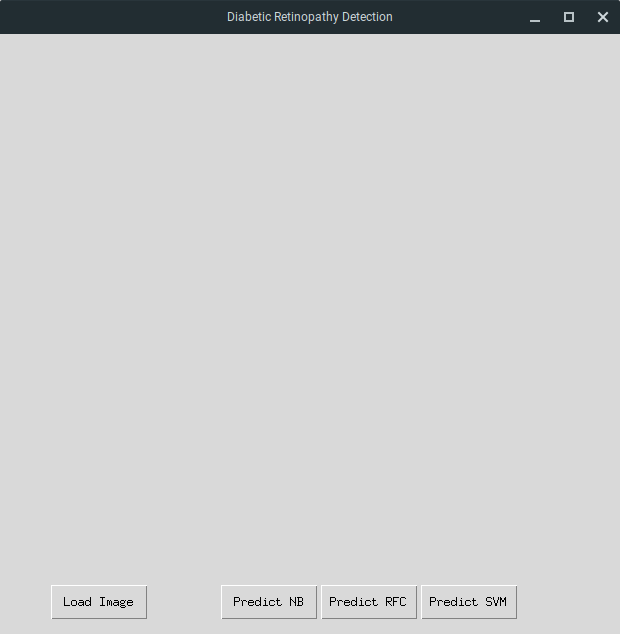 Diabetic Retinopathy Detection
Load Image Predict NB Predict RFC Predict SVM